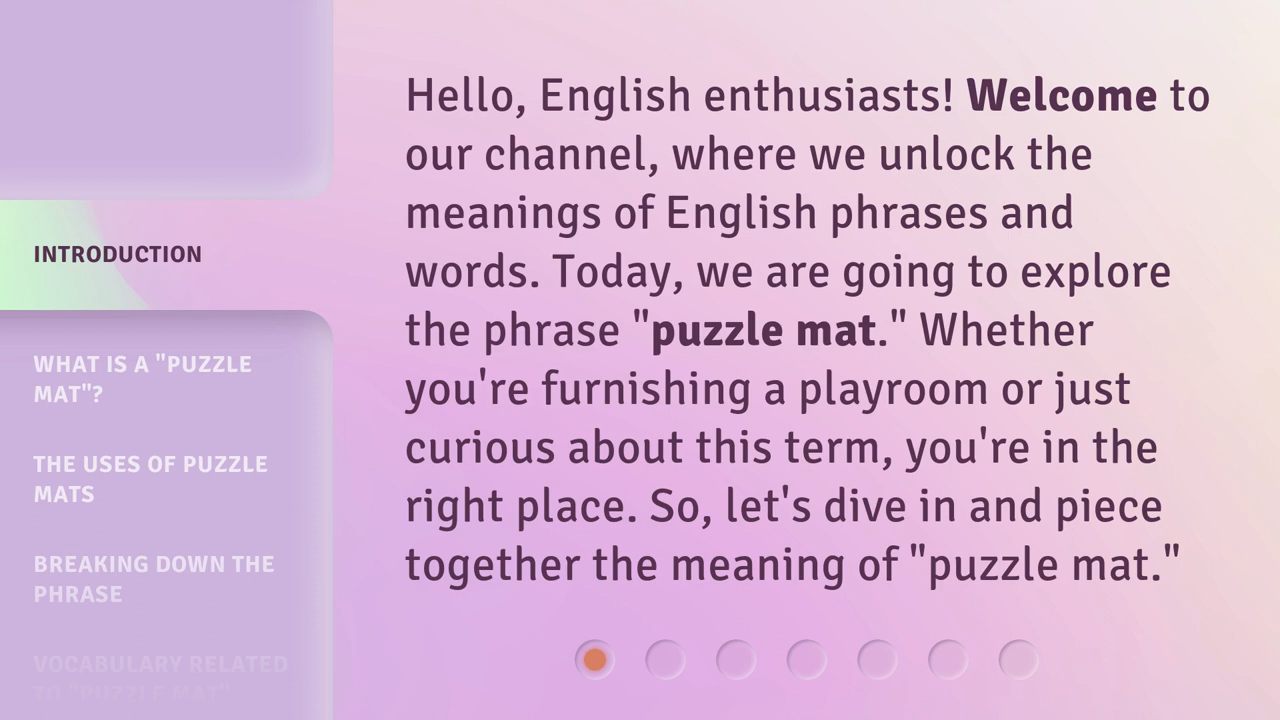 INTRODUCTION
WHAT IS A "PUZZLE
MAT"?
THE USES OF PUZZLE
MATS
BREAKING DOWN THE
PHRASE
VOCABULARY RELATED
TO "PUZZLE MAT"
Hello, English enthusiasts! Welcome to
our channel, where we unlock the
meanings of English phrases and
words. Today, we are going to explore
the phrase "puzzle mat." Whether
you're furnishing a playroom or just
curious about this term, you're in the
right place. So, let's dive in and piece
together the meaning of "puzzle mat."